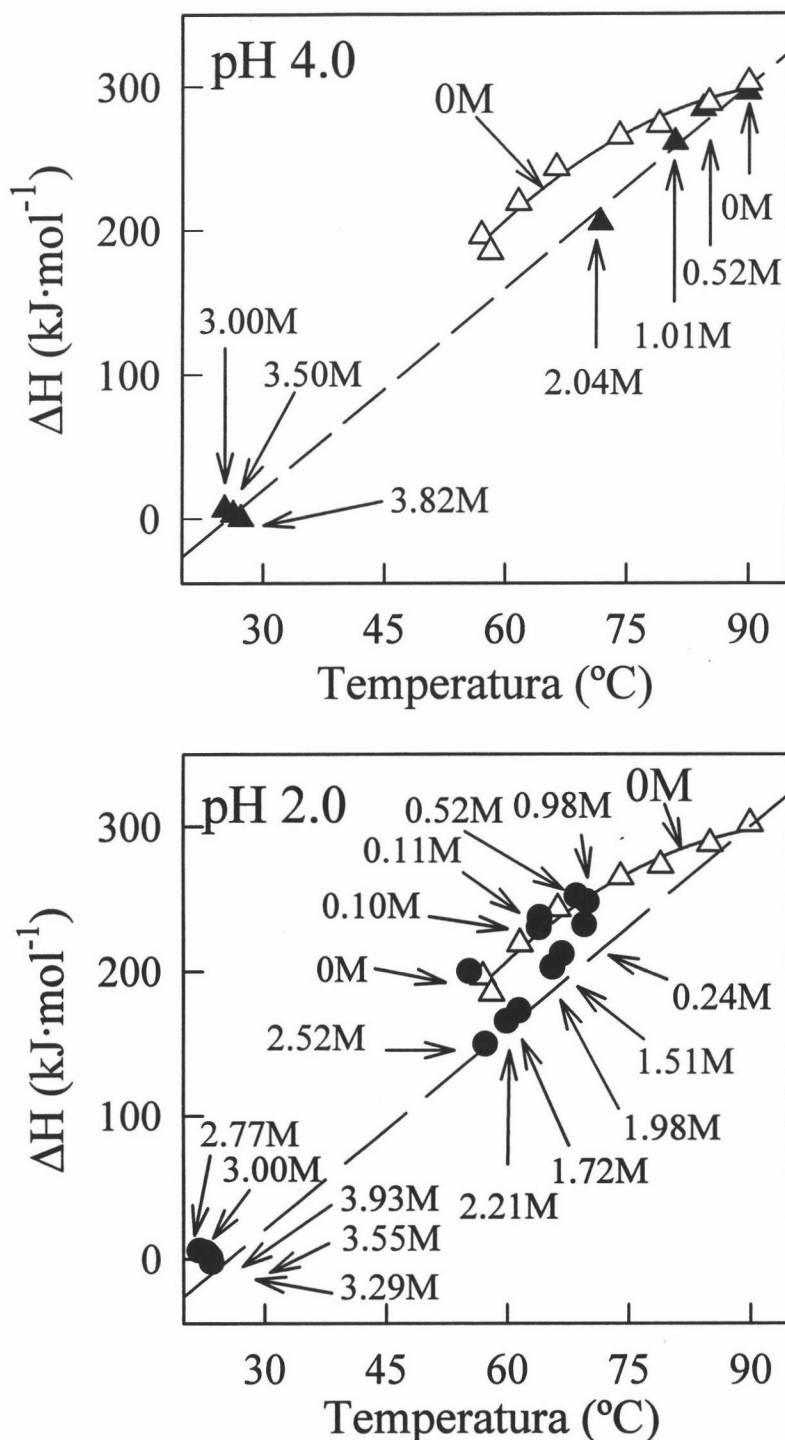 pH 4.0
300
200
100
0
ΔH (kJ·mol⁻¹)
0M
0M
0.52M
1.01M
2.04M
3.00M
3.50M
3.82M
30 45 60 75 90
Temperatura (ºC)
pH 2.0
300
200
100
0
ΔH (kJ·mol⁻¹)
0.52M
0.98M
0M
0.11M
0.10M
0M
0.24M
2.52M
1.51M
1.98M
1.72M
2.21M
2.77M
3.00M
3.93M
3.55M
3.29M
30 45 60 75 90
Temperatura (ºC)